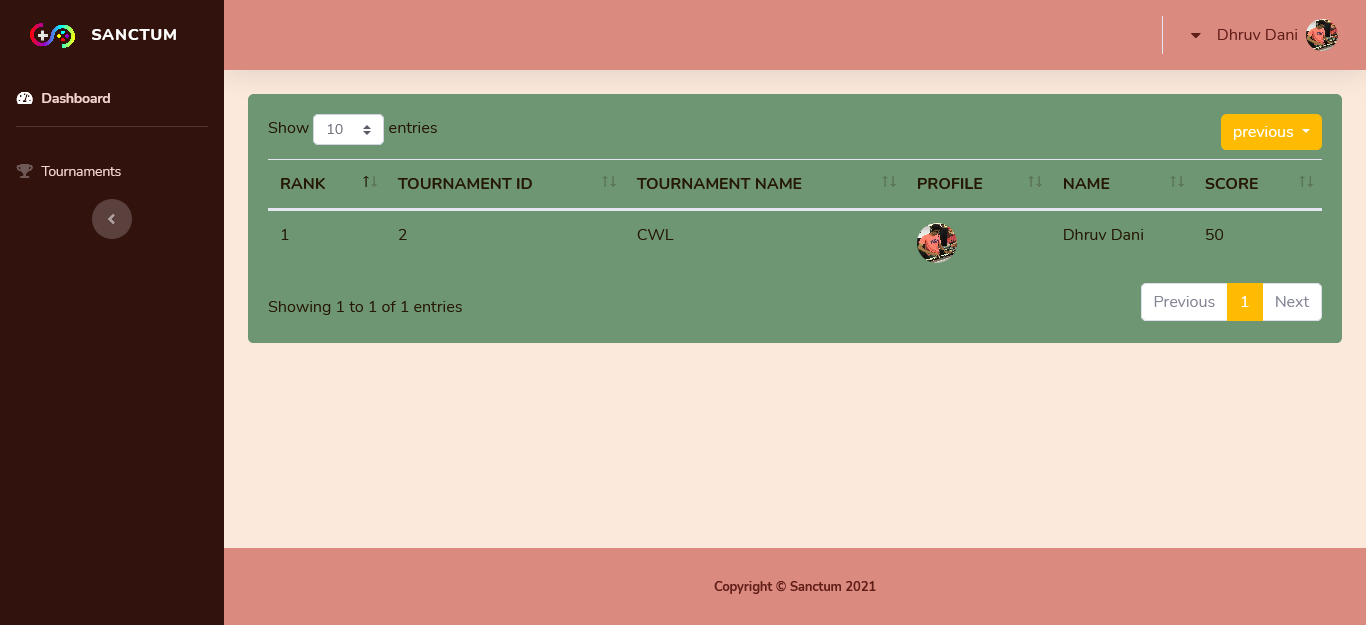 SANCTUM
Dhruv Dani
Dashboard
Tournaments
Show 10 entries
previous
RANK TOURNAMENT ID TOURNAMENT NAME PROFILE NAME SCORE
1 2 CWL Dhruv Dani 50
Showing 1 to 1 of 1 entries
Previous 1 Next
Copyright © Sanctum 2021